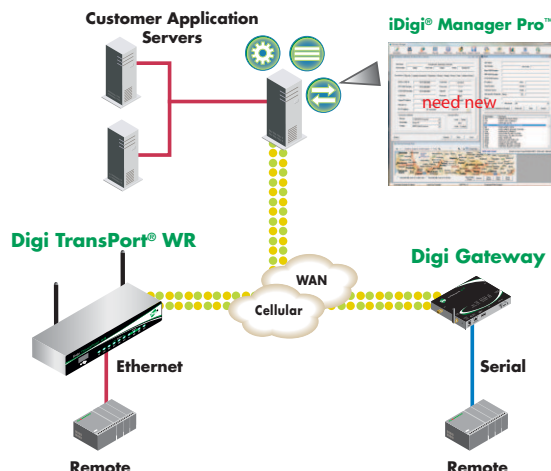 Customer Application
Servers
iDigi® Manager Pro™
need new
Digi TransPort® WR
Digi Gateway
WAN
Cellular
Ethernet
Serial
Remote
Remote